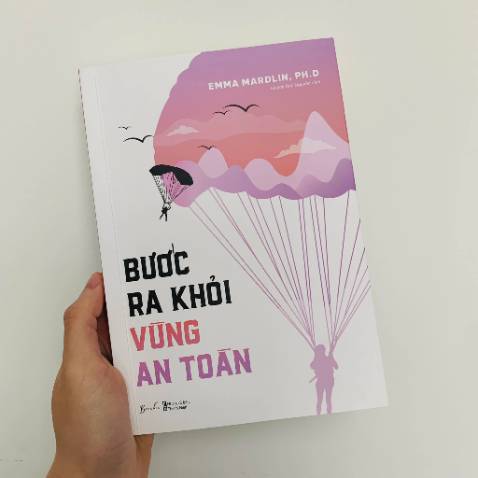 EMMA MARDLIN, PH.D
BƯỚC
RA KHỎI
VÙNG
AN TOÀN